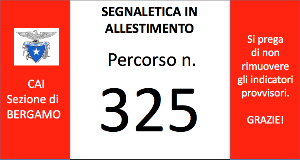 SEGNALETICA IN
ALLESTIMENTO
Percorso n.
325
CAI
Sezione di
BERGAMO
Si prega
di non
rimuovere
gli indicatori
provvisori.
GRAZIE!